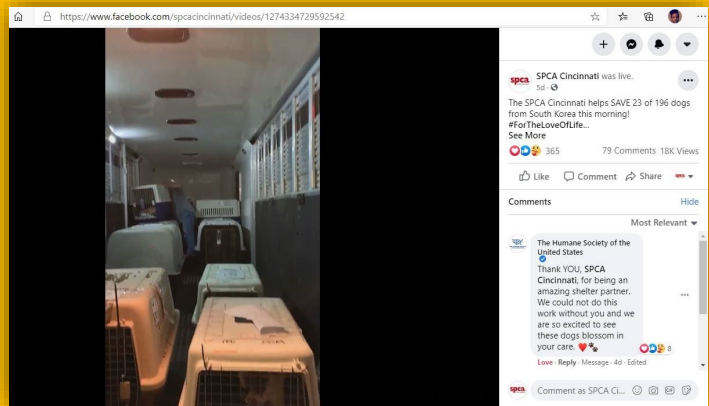 https://www.facebook.com/spcacincinnati/videos/1274334729592542
spca. SPCA Cincinnati was live.
5d
The SPCA Cincinnati helps SAVE 23 of 196 dogs
from South Korea this morning!
#ForTheLoveOfLife...
See More
365 79 Comments 18K Views
Like Comment Share
Comments Hide
Most Relevant
The Humane Society of the
United States
Thank YOU, SPCA
Cincinnati, for being an
amazing shelter partner.
We could not do this
work without you and we
are so excited to see
these dogs blossom in
your care.
8
Love · Reply · Message · 4d · Edited
spca. Comment as SPCA Ci...